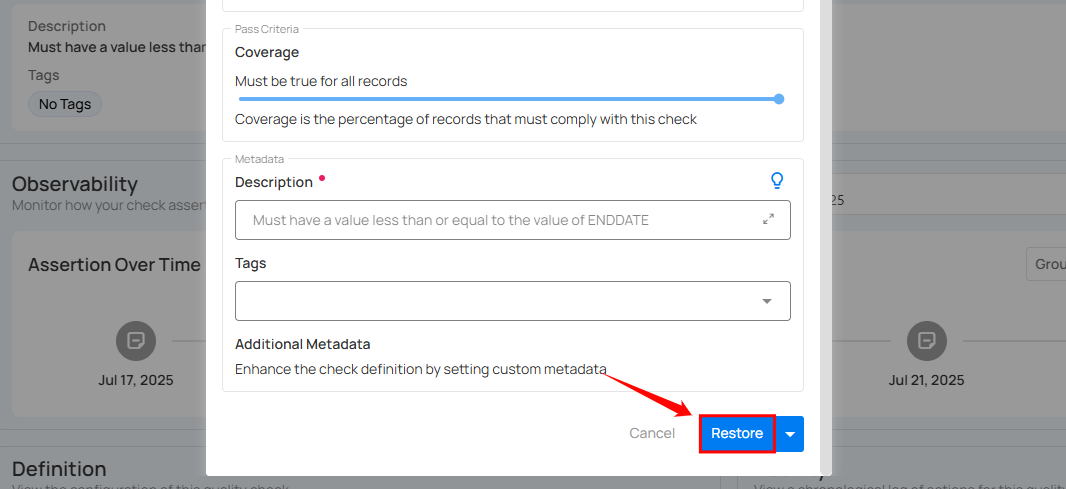 Description
Must have a value less than
Tags
No Tags
Observability
Monitor how your check assert
Assertion Over Time
Jul 17, 2025
Definition
View the configuration of this quality check
Pass Criteria
Coverage
Must be true for all records
Coverage is the percentage of records that must comply with this check
Metadata
Description
Must have a value less than or equal to the value of ENDDATE
Tags
Additional Metadata
Enhance the check definition by setting custom metadata
Cancel
Restore
25
Grou
Jul 21, 2025
View a chronological log of actions for this quality